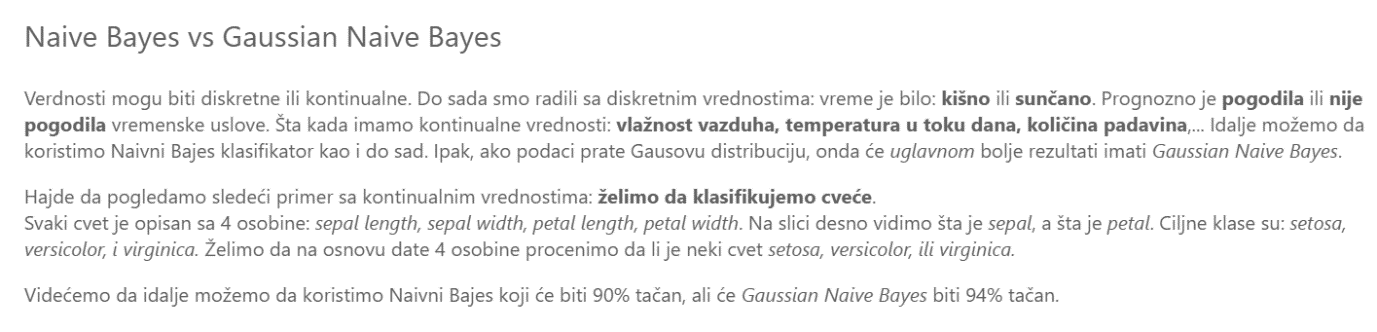 Naive Bayes vs Gaussian Naive Bayes
Verdnosti mogu biti diskretne ili kontinualne. Do sada smo radili sa diskretnim vrednostima: vreme je bilo: kišno ili sunčano. Prognozno je pogodila ili nije
pogodila vremenske uslove. Šta kada imamo kontinualne vrednosti: vlažnost vazduha, temperatura u toku dana, količina padavina,... Idalje možemo da
koristimo Naivni Bajes klasifikator kao i do sad. Ipak, ako podaci prate Gausovu distribuciju, onda će uglavnom bolje rezultati imati Gaussian Naive Bayes.
Hajde da pogledamo sledeći primer sa kontinualnim vrednostima: želimo da klasifikujemo cveće.
Svaki cvet je opisan sa 4 osobine: sepal length, sepal width, petal length, petal width. Na slici desno vidimo šta je sepal, a šta je petal. Ciljne klase su: setosa,
versicolor, i virginica. Želimo da na osnovu date 4 osobine procenimo da li je neki cvet setosa, versicolor, ili virginica.
Videćemo da idalje možemo da koristimo Naivni Bajes koji će biti 90% tačan, ali će Gaussian Naive Bayes biti 94% tačan.